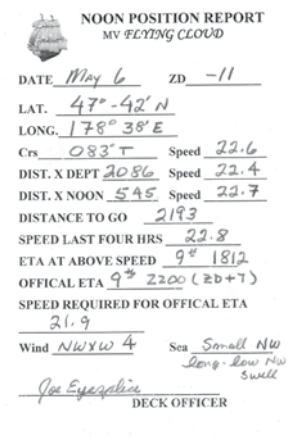 NOON POSITION REPORT
MV FLYING CLOUD
DATE May 6 ZD -11
LAT. 47°-42' N
LONG. 178° 38' E
Crs 083° T Speed 22.6
DIST. X DEPT 2086 Speed 22.4
DIST. X NOON 545 Speed 22.7
DISTANCE TO GO 2193
SPEED LAST FOUR HRS 22.8
ETA AT ABOVE SPEED 9th 1812
OFFICAL ETA 9th 2200 (ZD+7)
SPEED REQUIRED FOR OFFICAL ETA
21.9
Wind NWXW 4 Sea Small NW
long-low NW
swell
Joe Eyesplice
DECK OFFICER